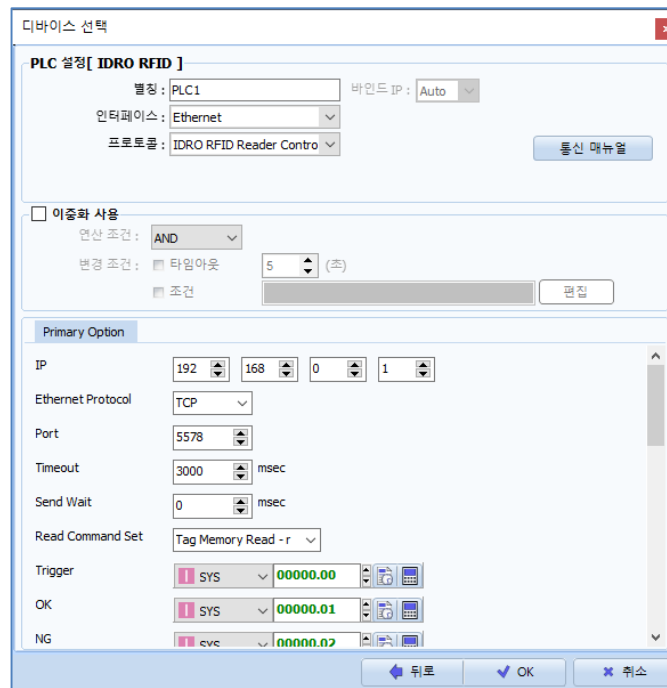 디바이스 선택
PLC 설정[ IDRO RFID ]
별칭 : PLC1 바인드 IP : Auto
인터페이스 : Ethernet
프로토콜 : IDRO RFID Reader Contro 통신 매뉴얼
이중화 사용
연산 조건 : AND
변경 조건 : 타임아웃 5 (초)
조건 편집
Primary Option
IP 192 168 0 1
Ethernet Protocol TCP
Port 5578
Timeout 3000 msec
Send Wait 0 msec
Read Command Set Tag Memory Read - r
Trigger SYS 00000.00
OK SYS 00000.01
NG SYS 00000.02
뒤로 OK 취소